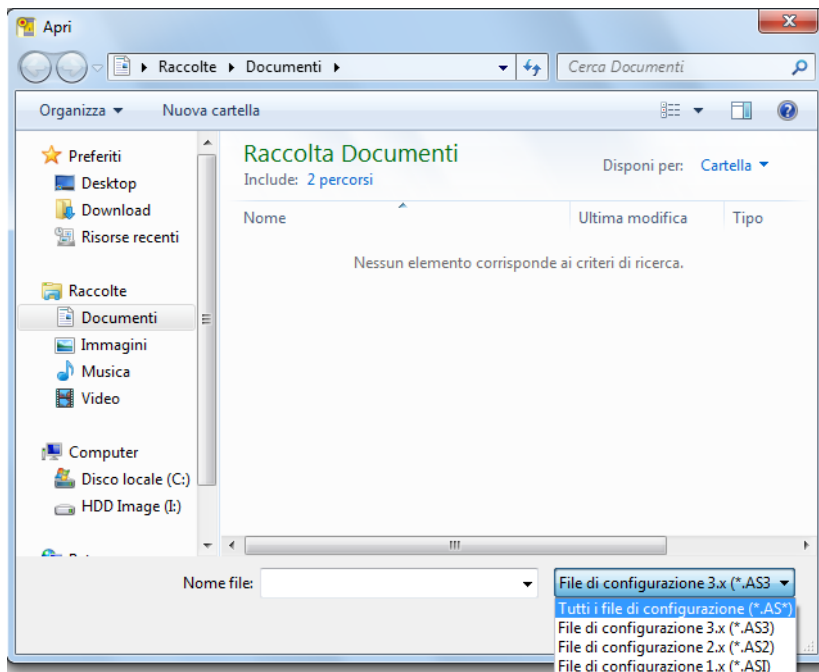 Apri
Raccolte Documenti
Cerca Documenti
Organizza Nuova cartella
Preferiti
Desktop
Download
Risorse recenti
Raccolte
Documenti
Immagini
Musica
Video
Computer
Disco locale (C:)
HDD Image (I:)
Raccolta Documenti
Include: 2 percorsi
Disponi per: Cartella
Nome Ultima modifica Tipo
Nessun elemento corrisponde ai criteri di ricerca.
Nome file:
File di configurazione 3.x (*.AS3
Tutti i file di configurazione (*.AS*)
File di configurazione 3.x (*.AS3)
File di configurazione 2.x (*.AS2)
File di configurazione 1.x (*.ASI)